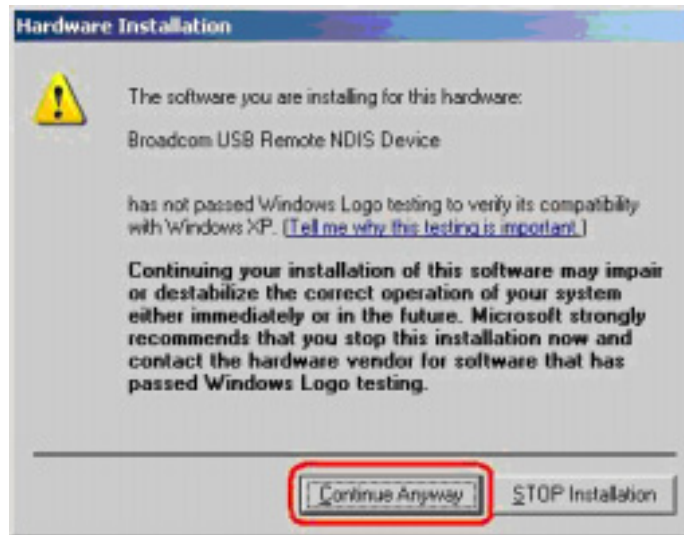 Hardware Installation
The software you are installing for this hardware:
Broadcom USB Remote NDIS Device
has not passed Windows Logo testing to verify its compatibility
with Windows XP. (Tell me why this testing is important.)
Continuing your installation of this software may impair
or destabilize the correct operation of your system
either immediately or in the future. Microsoft strongly
recommends that you stop this installation now and
contact the hardware vendor for software that has
passed Windows Logo testing.
Continue Anyway
STOP Installation